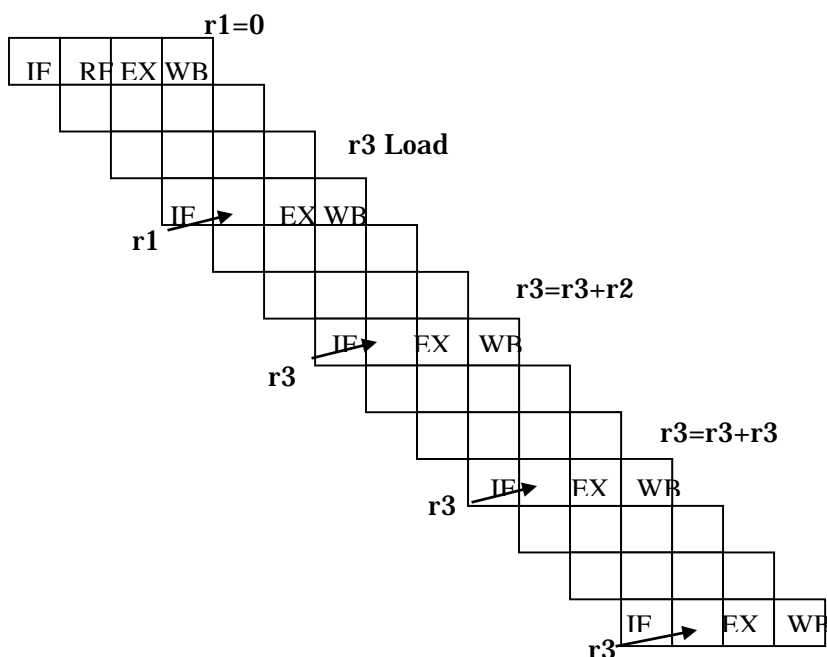 r1=0
IF RF EX WB
r3 Load
IF EX WB
r1
r3=r3+r2
IF EX WB
r3
r3=r3+r3
IF EX WB
r3
IF EX WB
r3